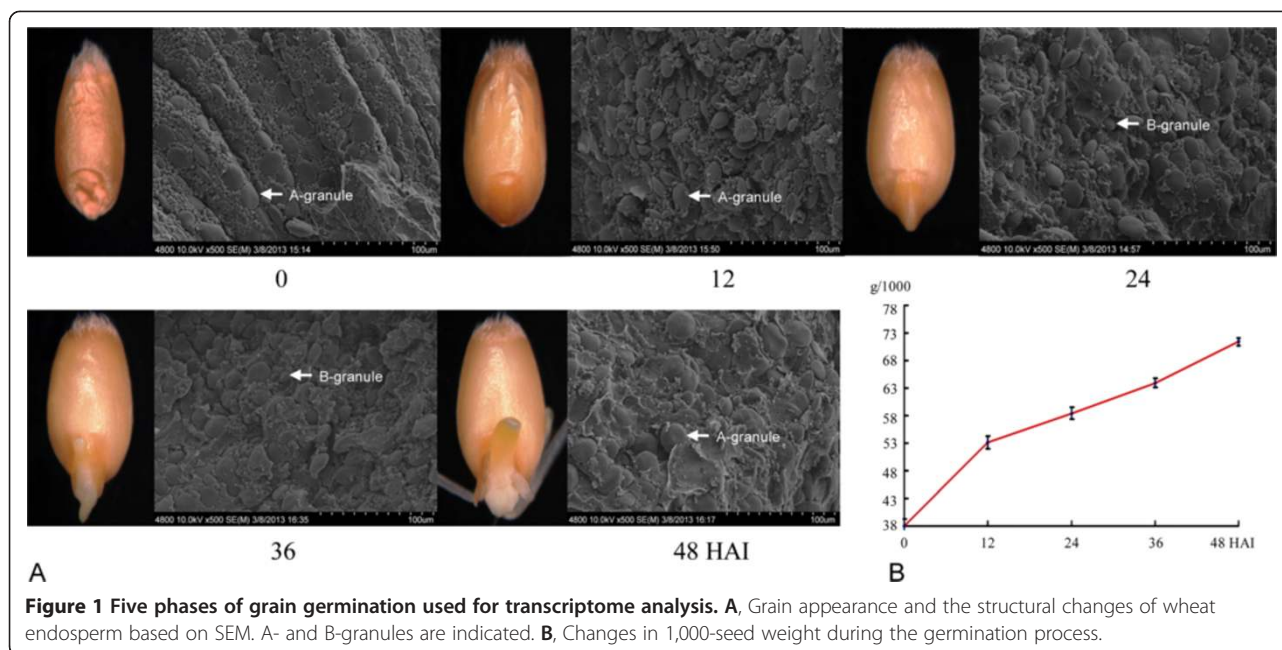 A-granule
4800 10.0kV x500 SE(M) 3/8/2013 15:14 100um
0
A-granule
4800 10.0kV x500 SE(M) 3/8/2013 15:50 100um
12
B-granule
4800 10.0kV x500 SE(M) 3/8/2013 14:57 100um
24
B-granule
4800 10.0kV x500 SE(M) 3/8/2013 16:35 100um
36
A-granule
4800 10.0kV x500 SE(M) 3/8/2013 16:17 100um
48 HAI
A
g/1000
78
73
68
63
58
53
48
43
38
0 12 24 36 48 HAI
B
Figure 1 Five phases of grain germination used for transcriptome analysis. A, Grain appearance and the structural changes of wheat
endosperm based on SEM. A- and B-granules are indicated. B, Changes in 1,000-seed weight during the germination process.